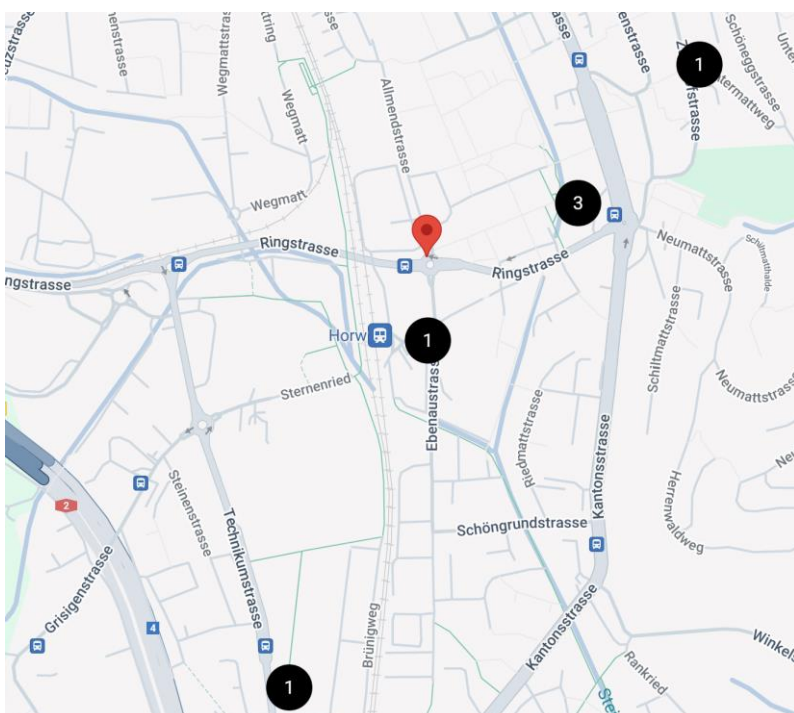 Wegmattstrasse
Wegmatt
Allmendstrasse
1
Schöneggstrasse
3
Wegmatt
Ringstrasse
Ringstrasse
Neumattstrasse
Schiltmatthalde
Horw
1
Sternenried
Ebenaustrasse
Schiltmattstrasse
Neumattstrasse
Riedmattstrasse
Kantonsstrasse
Herrenwaldweg
2
Steinenstrasse
Technikumstrasse
Schöngrundstrasse
Grisigenstrasse
4
Brünigweg
Kantonsstrasse
Rankried
1